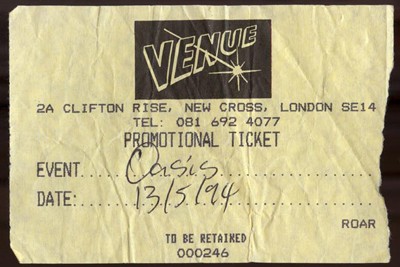 VENUE
2A CLIFTON RISE, NEW CROSS, LONDON SE14
TEL: 081 692 4077
PROMOTIONAL TICKET
EVENT......Oasis............
DATE:......13/5/94............
ROAR
TO BE RETAINED
000246